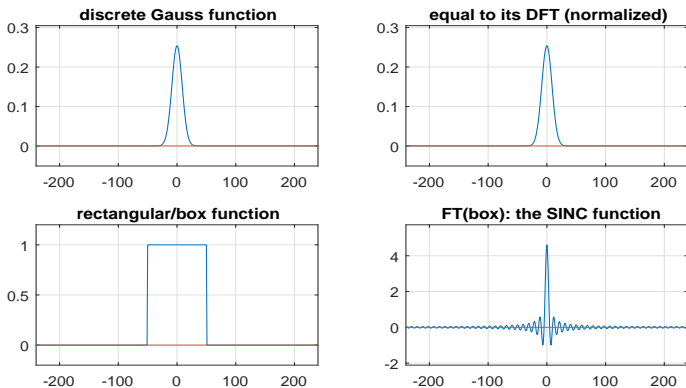 discrete Gauss function
0.3
0.2
0.1
0
-200 -100 0 100 200
equal to its DFT (normalized)
0.3
0.2
0.1
0
-200 -100 0 100 200
rectangular/box function
1
0.5
0
-200 -100 0 100 200
FT(box): the SINC function
4
2
0
-2
-200 -100 0 100 200